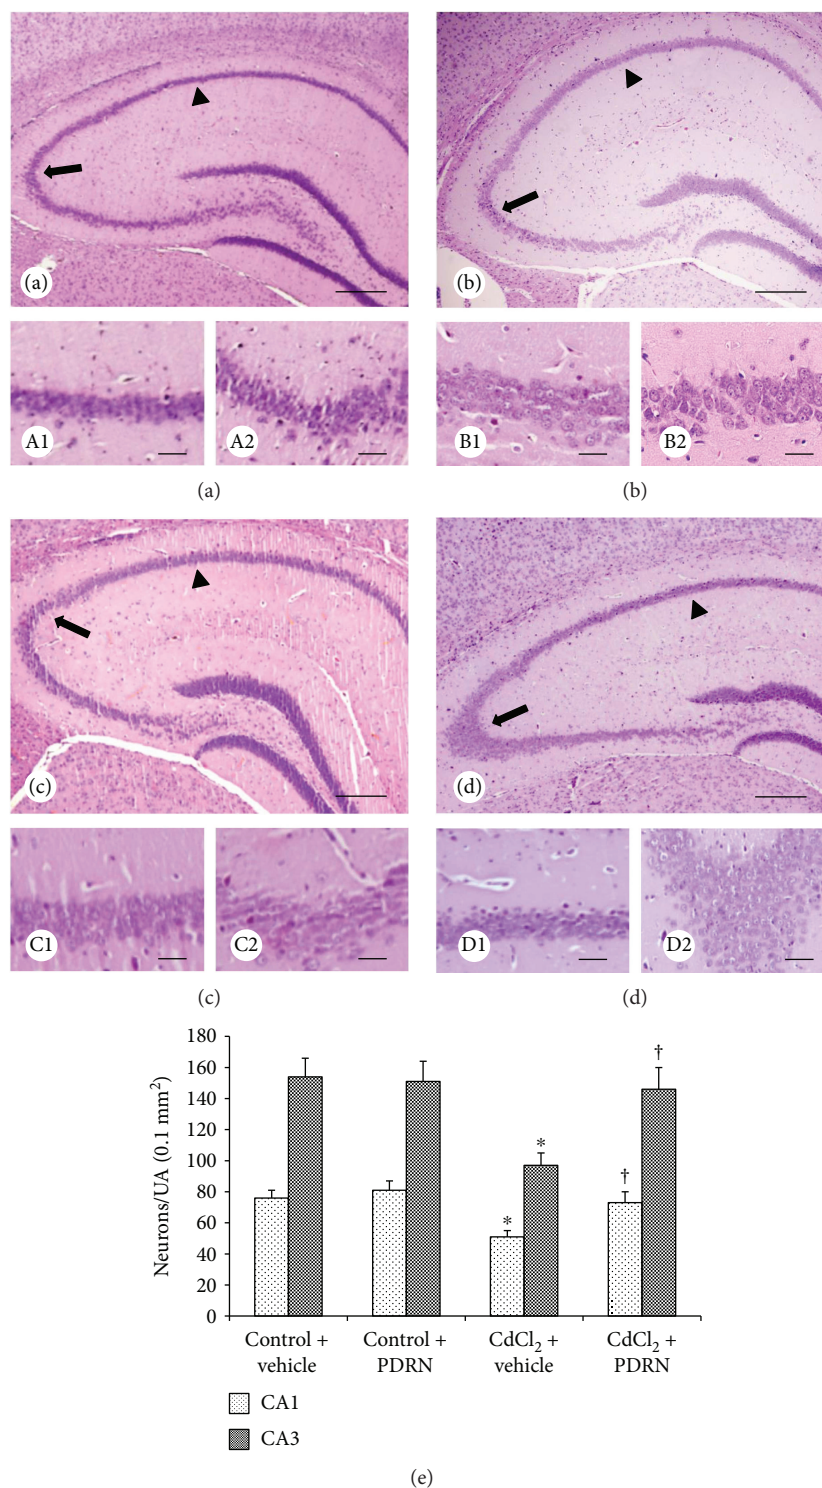 (a)
(b)
A1
A2
B1
B2
(a)
(b)
(c)
(d)
C1
C2
D1
D2
(c)
(d)
Neurons/UA (0.1 mm²)
180
160
140
120
100
80
60
40
20
0
*
*
†
†
Control +
vehicle
Control +
PDRN
CdCl₂ +
vehicle
CdCl₂ +
PDRN
CA1
CA3
(e)